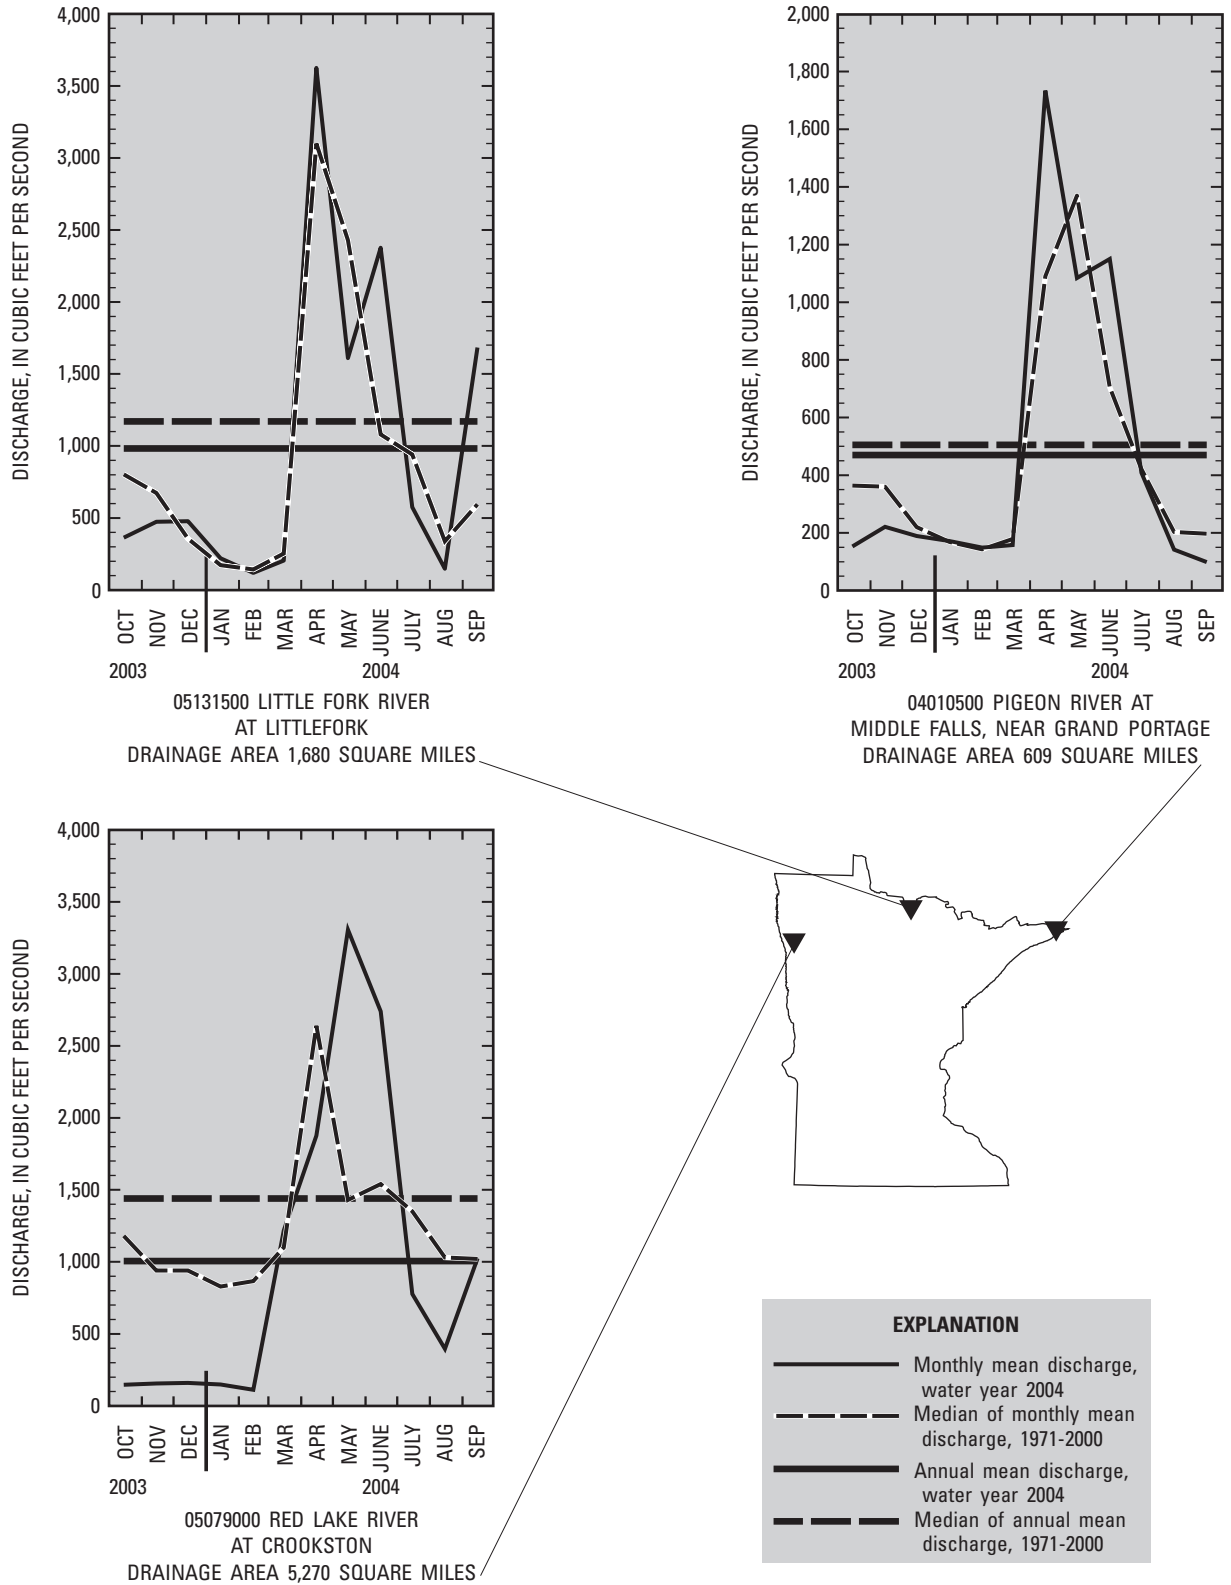 4,000
3,500
3,000
2,500
2,000
1,500
1,000
500
0
DISCHARGE, IN CUBIC FEET PER SECOND
OCT
NOV
DEC
JAN
FEB
MAR
APR
MAY
JUNE
JULY
AUG
SEP
2003 2004
05131500 LITTLE FORK RIVER
AT LITTLEFORK
DRAINAGE AREA 1,680 SQUARE MILES
2,000
1,800
1,600
1,400
1,200
1,000
800
600
400
200
0
DISCHARGE, IN CUBIC FEET PER SECOND
OCT
NOV
DEC
JAN
FEB
MAR
APR
MAY
JUNE
JULY
AUG
SEP
2003 2004
04010500 PIGEON RIVER AT
MIDDLE FALLS, NEAR GRAND PORTAGE
DRAINAGE AREA 609 SQUARE MILES
4,000
3,500
3,000
2,500
2,000
1,500
1,000
500
0
DISCHARGE, IN CUBIC FEET PER SECOND
OCT
NOV
DEC
JAN
FEB
MAR
APR
MAY
JUNE
JULY
AUG
SEP
2003 2004
05079000 RED LAKE RIVER
AT CROOKSTON
DRAINAGE AREA 5,270 SQUARE MILES
EXPLANATION
Monthly mean discharge,
water year 2004
Median of monthly mean
discharge, 1971-2000
Annual mean discharge,
water year 2004
Median of annual mean
discharge, 1971-2000